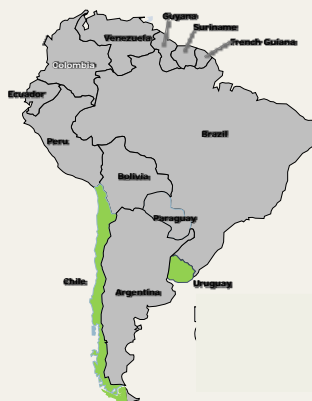 Guyana
Suriname
Venezuela
French Guiana
Colombia
Ecuador
Brazil
Peru
Bolivia
Paraguay
Chile
Uruguay
Argentina